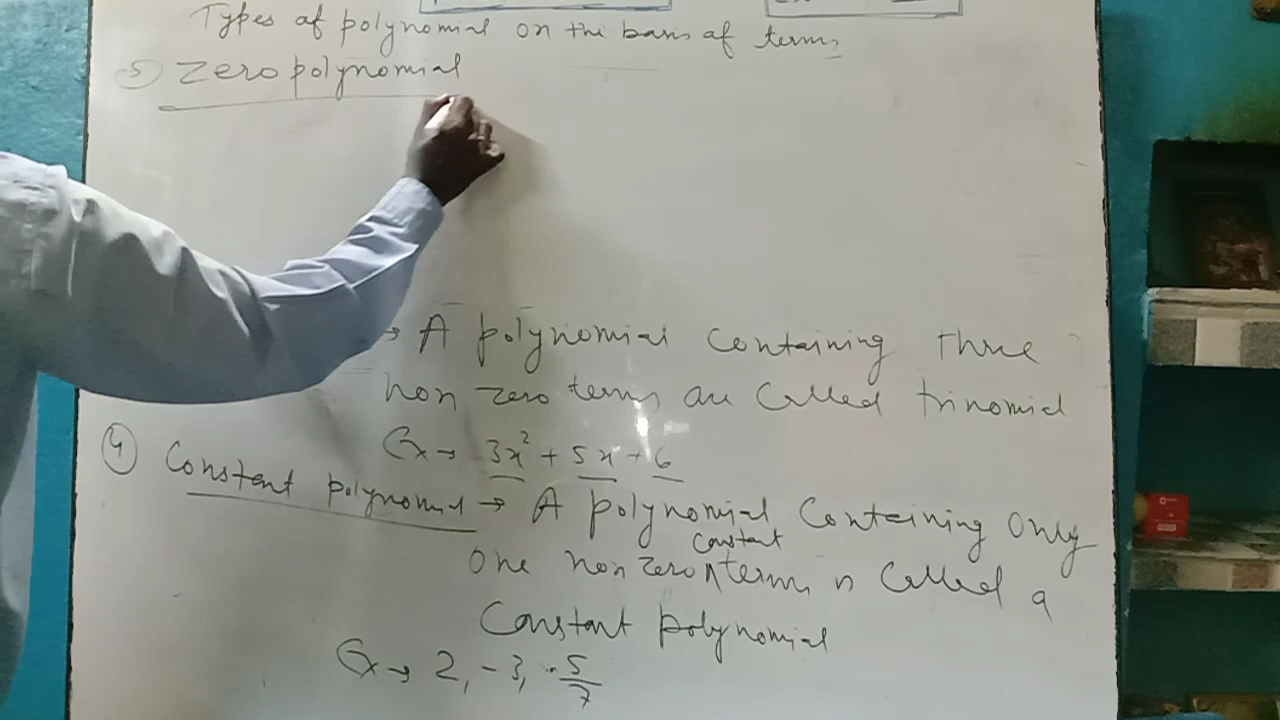 Types of polynomial on the basis of terms
⑤ Zero polynomial
→ A polynomial containing three
non zero terms are called trinomial
Ex → 3x² + 5x + 6
④ Constant polynomial → A polynomial Containing Only
constant
One non zero ∧ terms is Called a
Constant polynomial
Ex → 2, -3, -5/7